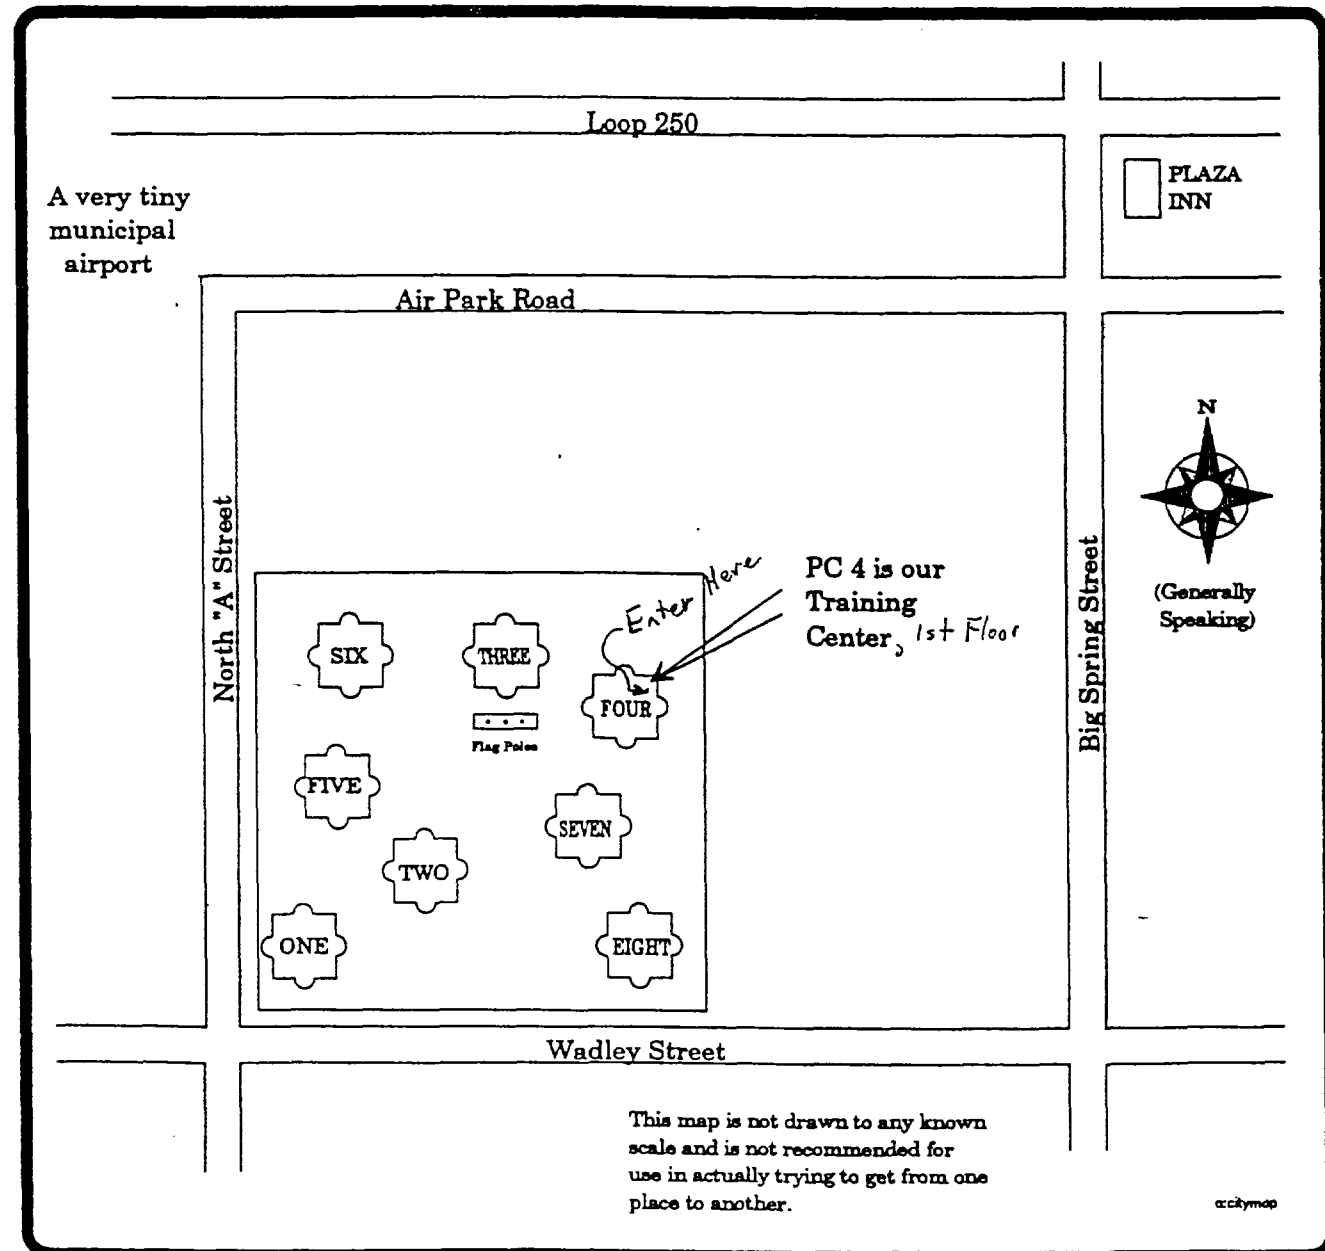 Loop 250
PLAZA
INN
A very tiny
municipal
airport
Air Park Road
N
(Generally
Speaking)
North "A" Street
Big Spring Street
Enter Here
PC 4 is our
Training
Center, 1st Floor
SIX
THREE
FOUR
Flag Poles
FIVE
SEVEN
TWO
ONE
EIGHT
Wadley Street
This map is not drawn to any known
scale and is not recommended for
use in actually trying to get from one
place to another.
a:citymap